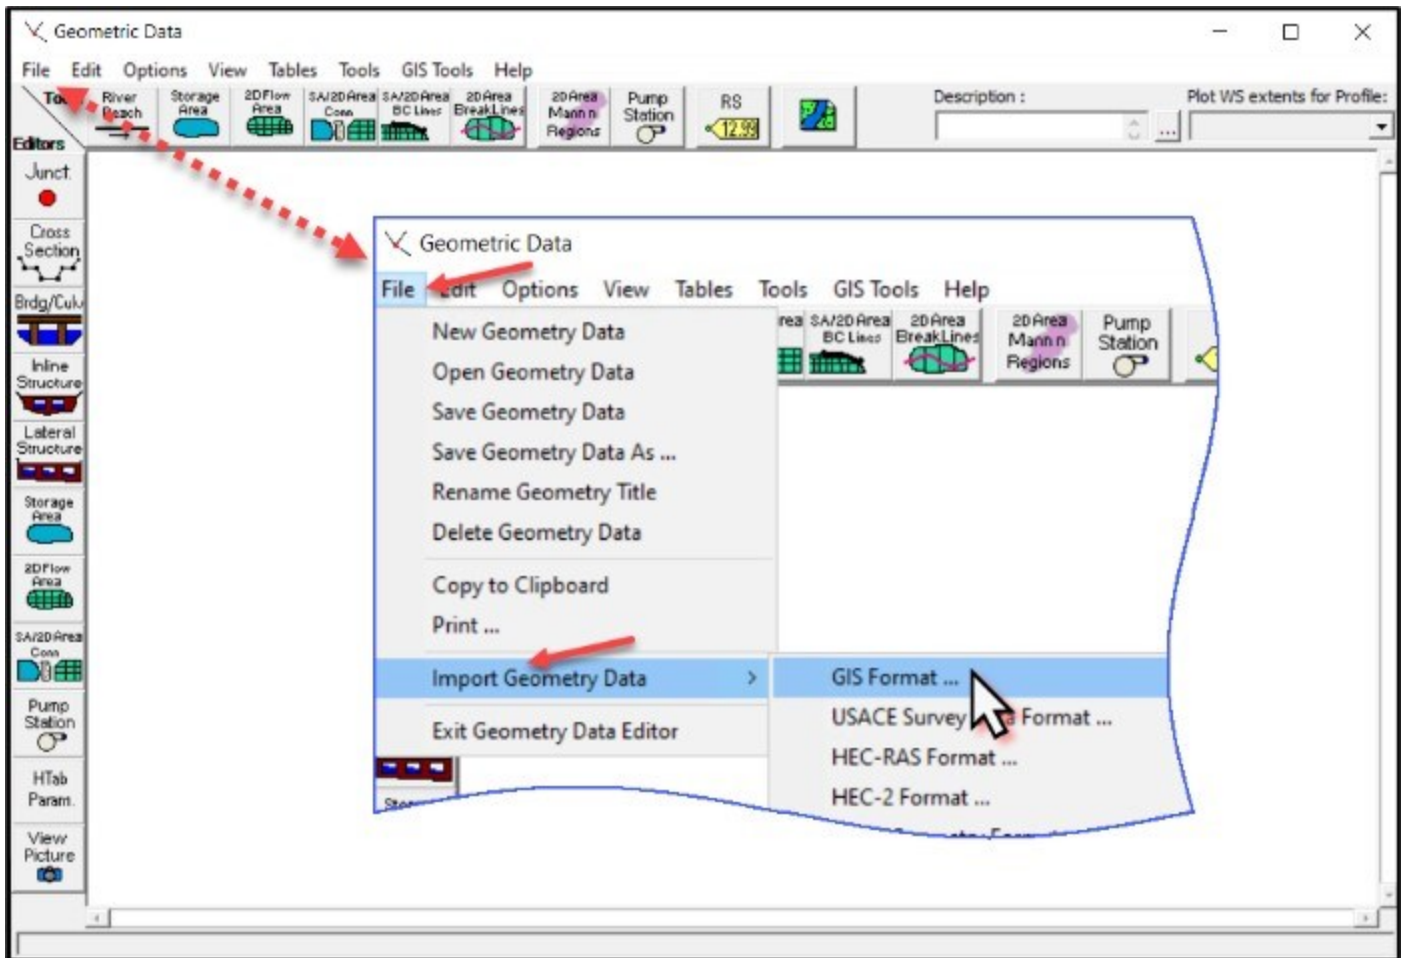 Geometric Data
File Edit Options View Tables Tools GIS Tools Help
River Reach
Storage Area
2D Flow Area
SA/2D Area Conn
SA/2D Area BC Lines
2D Area BreakLines
2D Area Mann n Regions
Pump Station
RS
12.99
Description :
...
Plot WS extents for Profile:
Editors
Junct.
Cross Section
Brdg/Culv
Inline Structure
Lateral Structure
Storage Area
2D Flow Area
SA/2D Area Conn
Pump Station
HTab Param.
View Picture
Geometric Data
File Edit Options View Tables Tools GIS Tools Help
SA/2D Area BC Lines
2D Area BreakLines
2D Area Mann n Regions
Pump Station
New Geometry Data
Open Geometry Data
Save Geometry Data
Save Geometry Data As ...
Rename Geometry Title
Delete Geometry Data
Copy to Clipboard
Print ...
Import Geometry Data >
Exit Geometry Data Editor
GIS Format ...
USACE Survey Format ...
HEC-RAS Format ...
HEC-2 Format ...